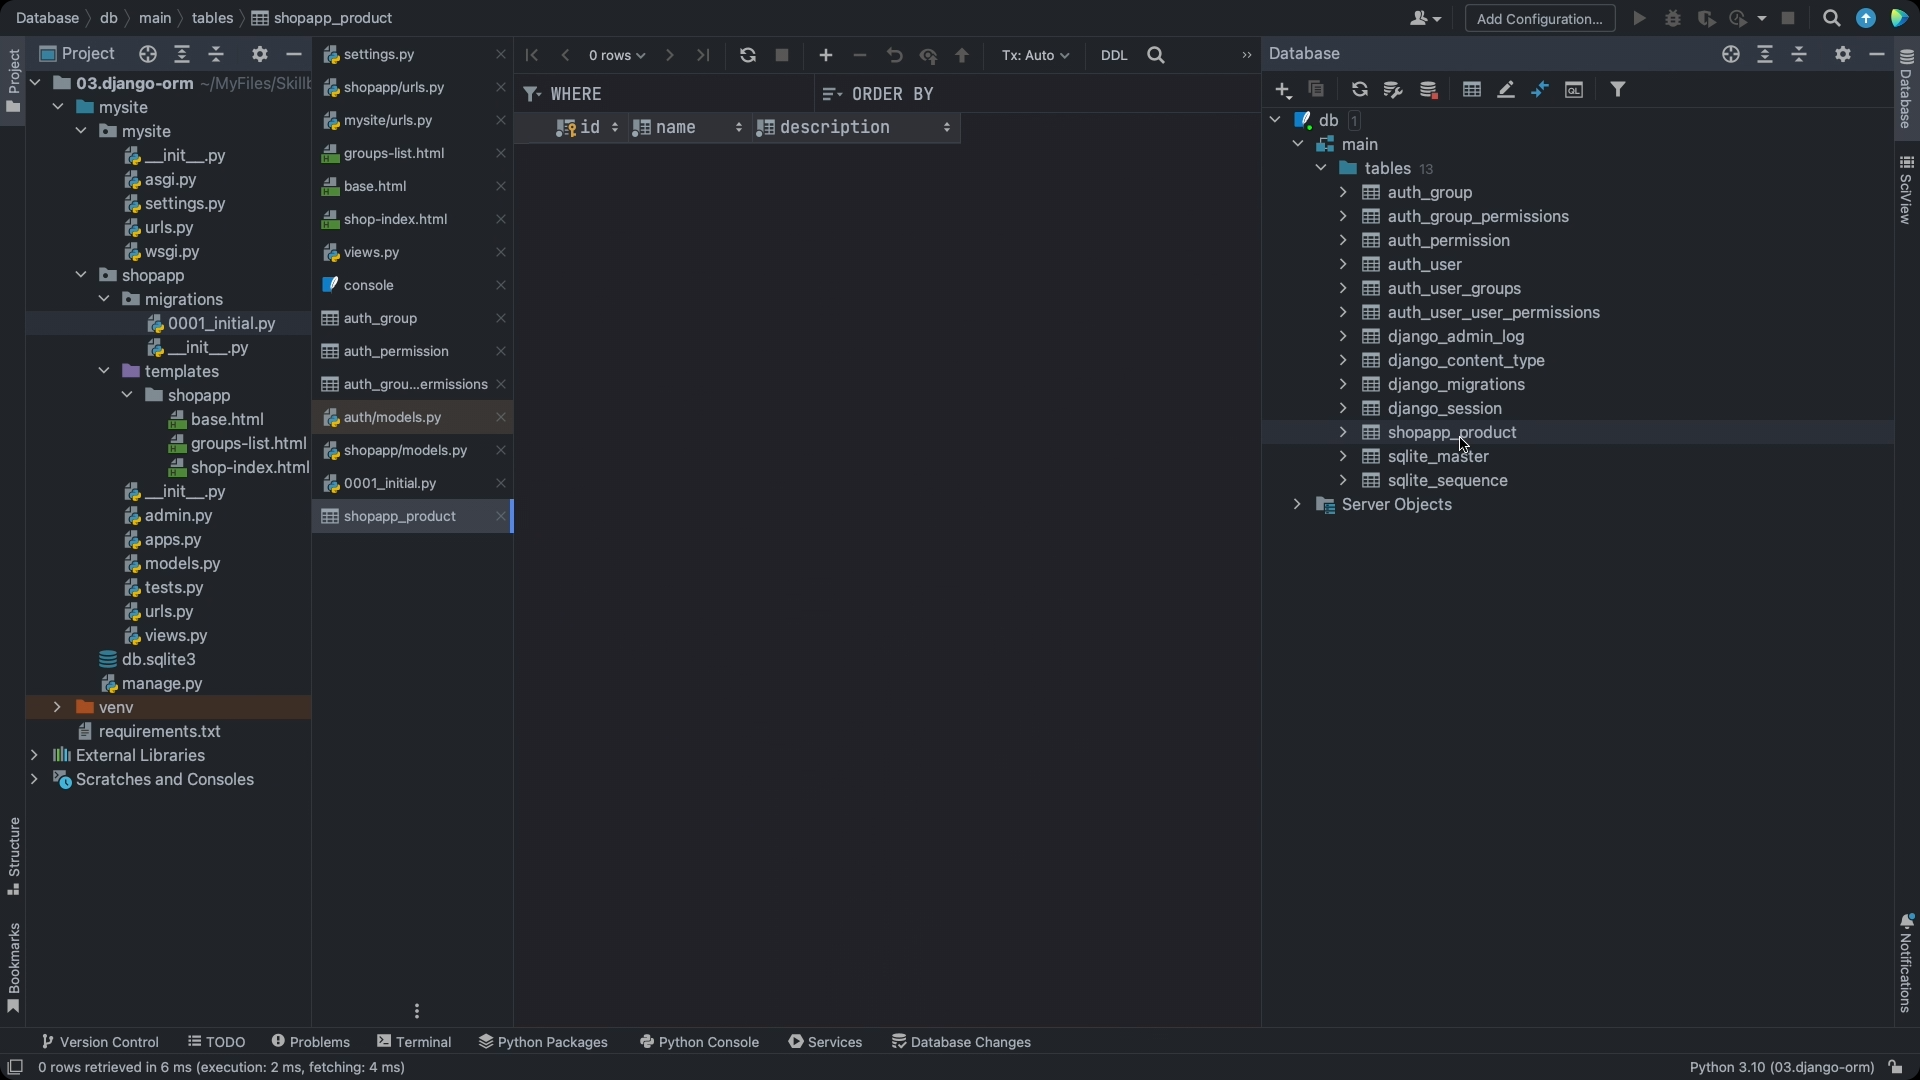 Database
db
main
tables
shopapp_product
Add Configuration...
Project
Project
Structure
Bookmarks
03.django-orm ~/MyFiles/Skillb
mysite
mysite
__init__.py
asgi.py
settings.py
urls.py
wsgi.py
shopapp
migrations
0001_initial.py
__init__.py
templates
shopapp
base.html
groups-list.html
shop-index.html
__init__.py
admin.py
apps.py
models.py
tests.py
urls.py
views.py
db.sqlite3
manage.py
venv
requirements.txt
External Libraries
Scratches and Consoles
settings.py
shopapp/urls.py
mysite/urls.py
groups-list.html
base.html
shop-index.html
views.py
console
auth_group
auth_permission
auth_grou...ermissions
auth/models.py
shopapp/models.py
0001_initial.py
shopapp_product
0 rows
Tx: Auto
DDL
WHERE
ORDER BY
id
name
description
Database
db 1
main
tables 13
auth_group
auth_group_permissions
auth_permission
auth_user
auth_user_groups
auth_user_user_permissions
django_admin_log
django_content_type
django_migrations
django_session
shopapp_product
sqlite_master
sqlite_sequence
Server Objects
Database
SciView
Notifications
Version Control
TODO
Problems
Terminal
Python Packages
Python Console
Services
Database Changes
0 rows retrieved in 6 ms (execution: 2 ms, fetching: 4 ms)
Python 3.10 (03.django-orm)